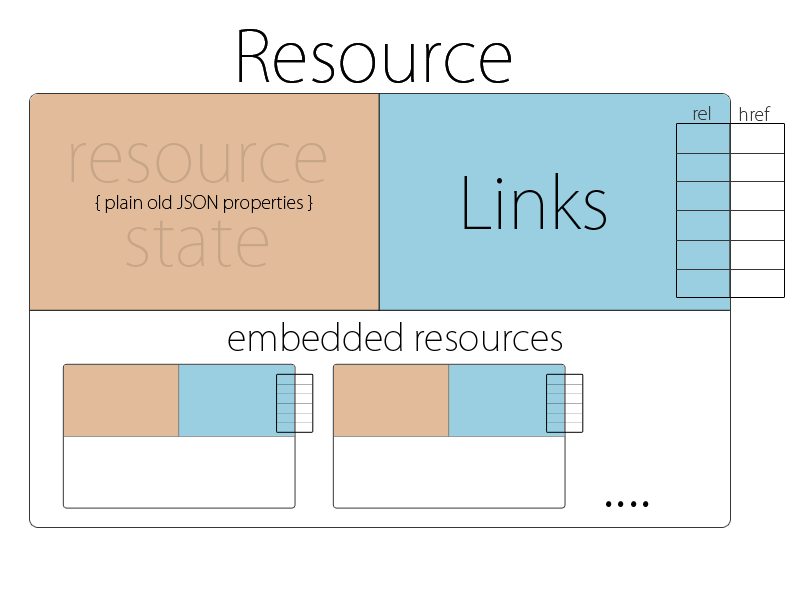 Resource
resource
{ plain old JSON properties }
state
Links
rel href
embedded resources
....